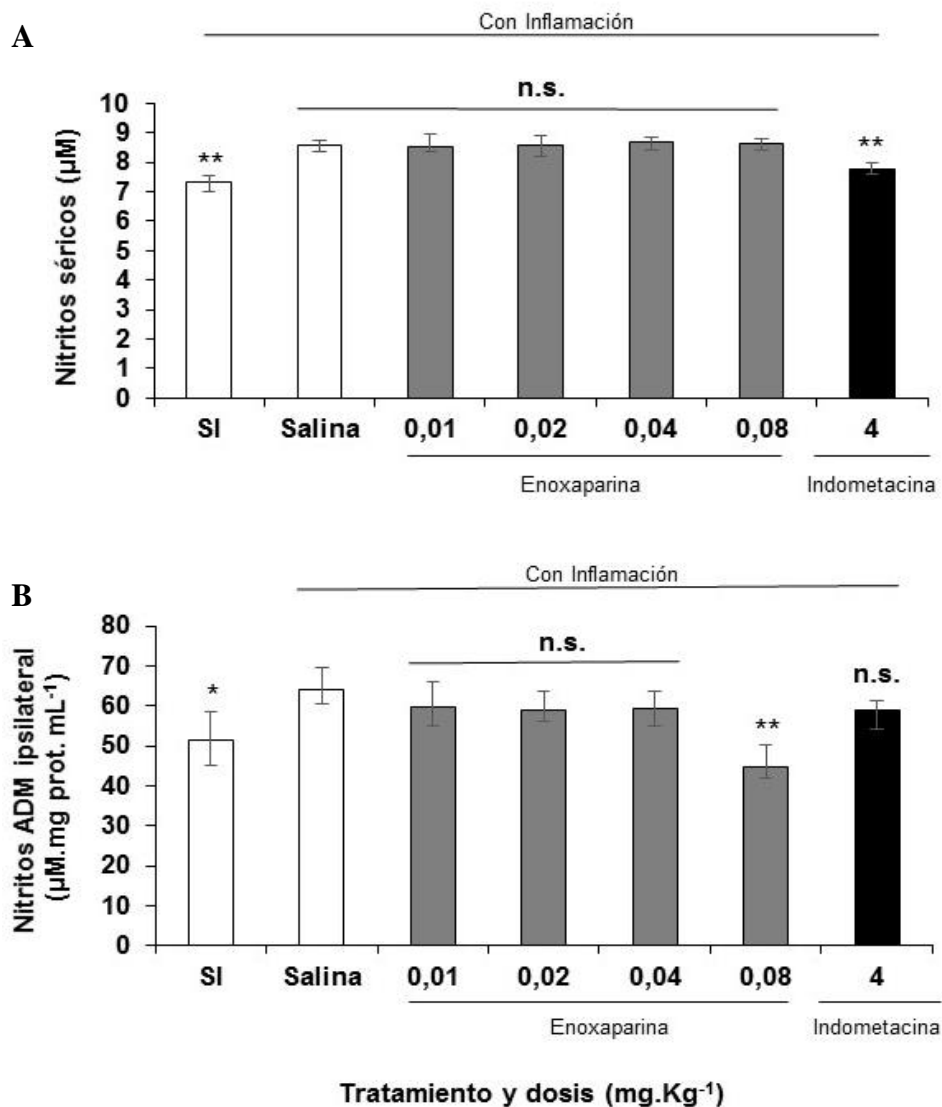 A
Con Inflamación
n.s.
Nitritos séricos (µM)
10
9
8
7
6
5
4
3
2
1
0
**
**
SI Salina 0,01 0,02 0,04 0,08 4
Enoxaparina Indometacina
B
Con Inflamación
Nitritos ADM ipsilateral
(µM.mg prot. mL⁻¹)
80
70
60
50
40
30
20
10
0
*
n.s.
**
n.s.
SI Salina 0,01 0,02 0,04 0,08 4
Enoxaparina Indometacina
Tratamiento y dosis (mg.Kg⁻¹)